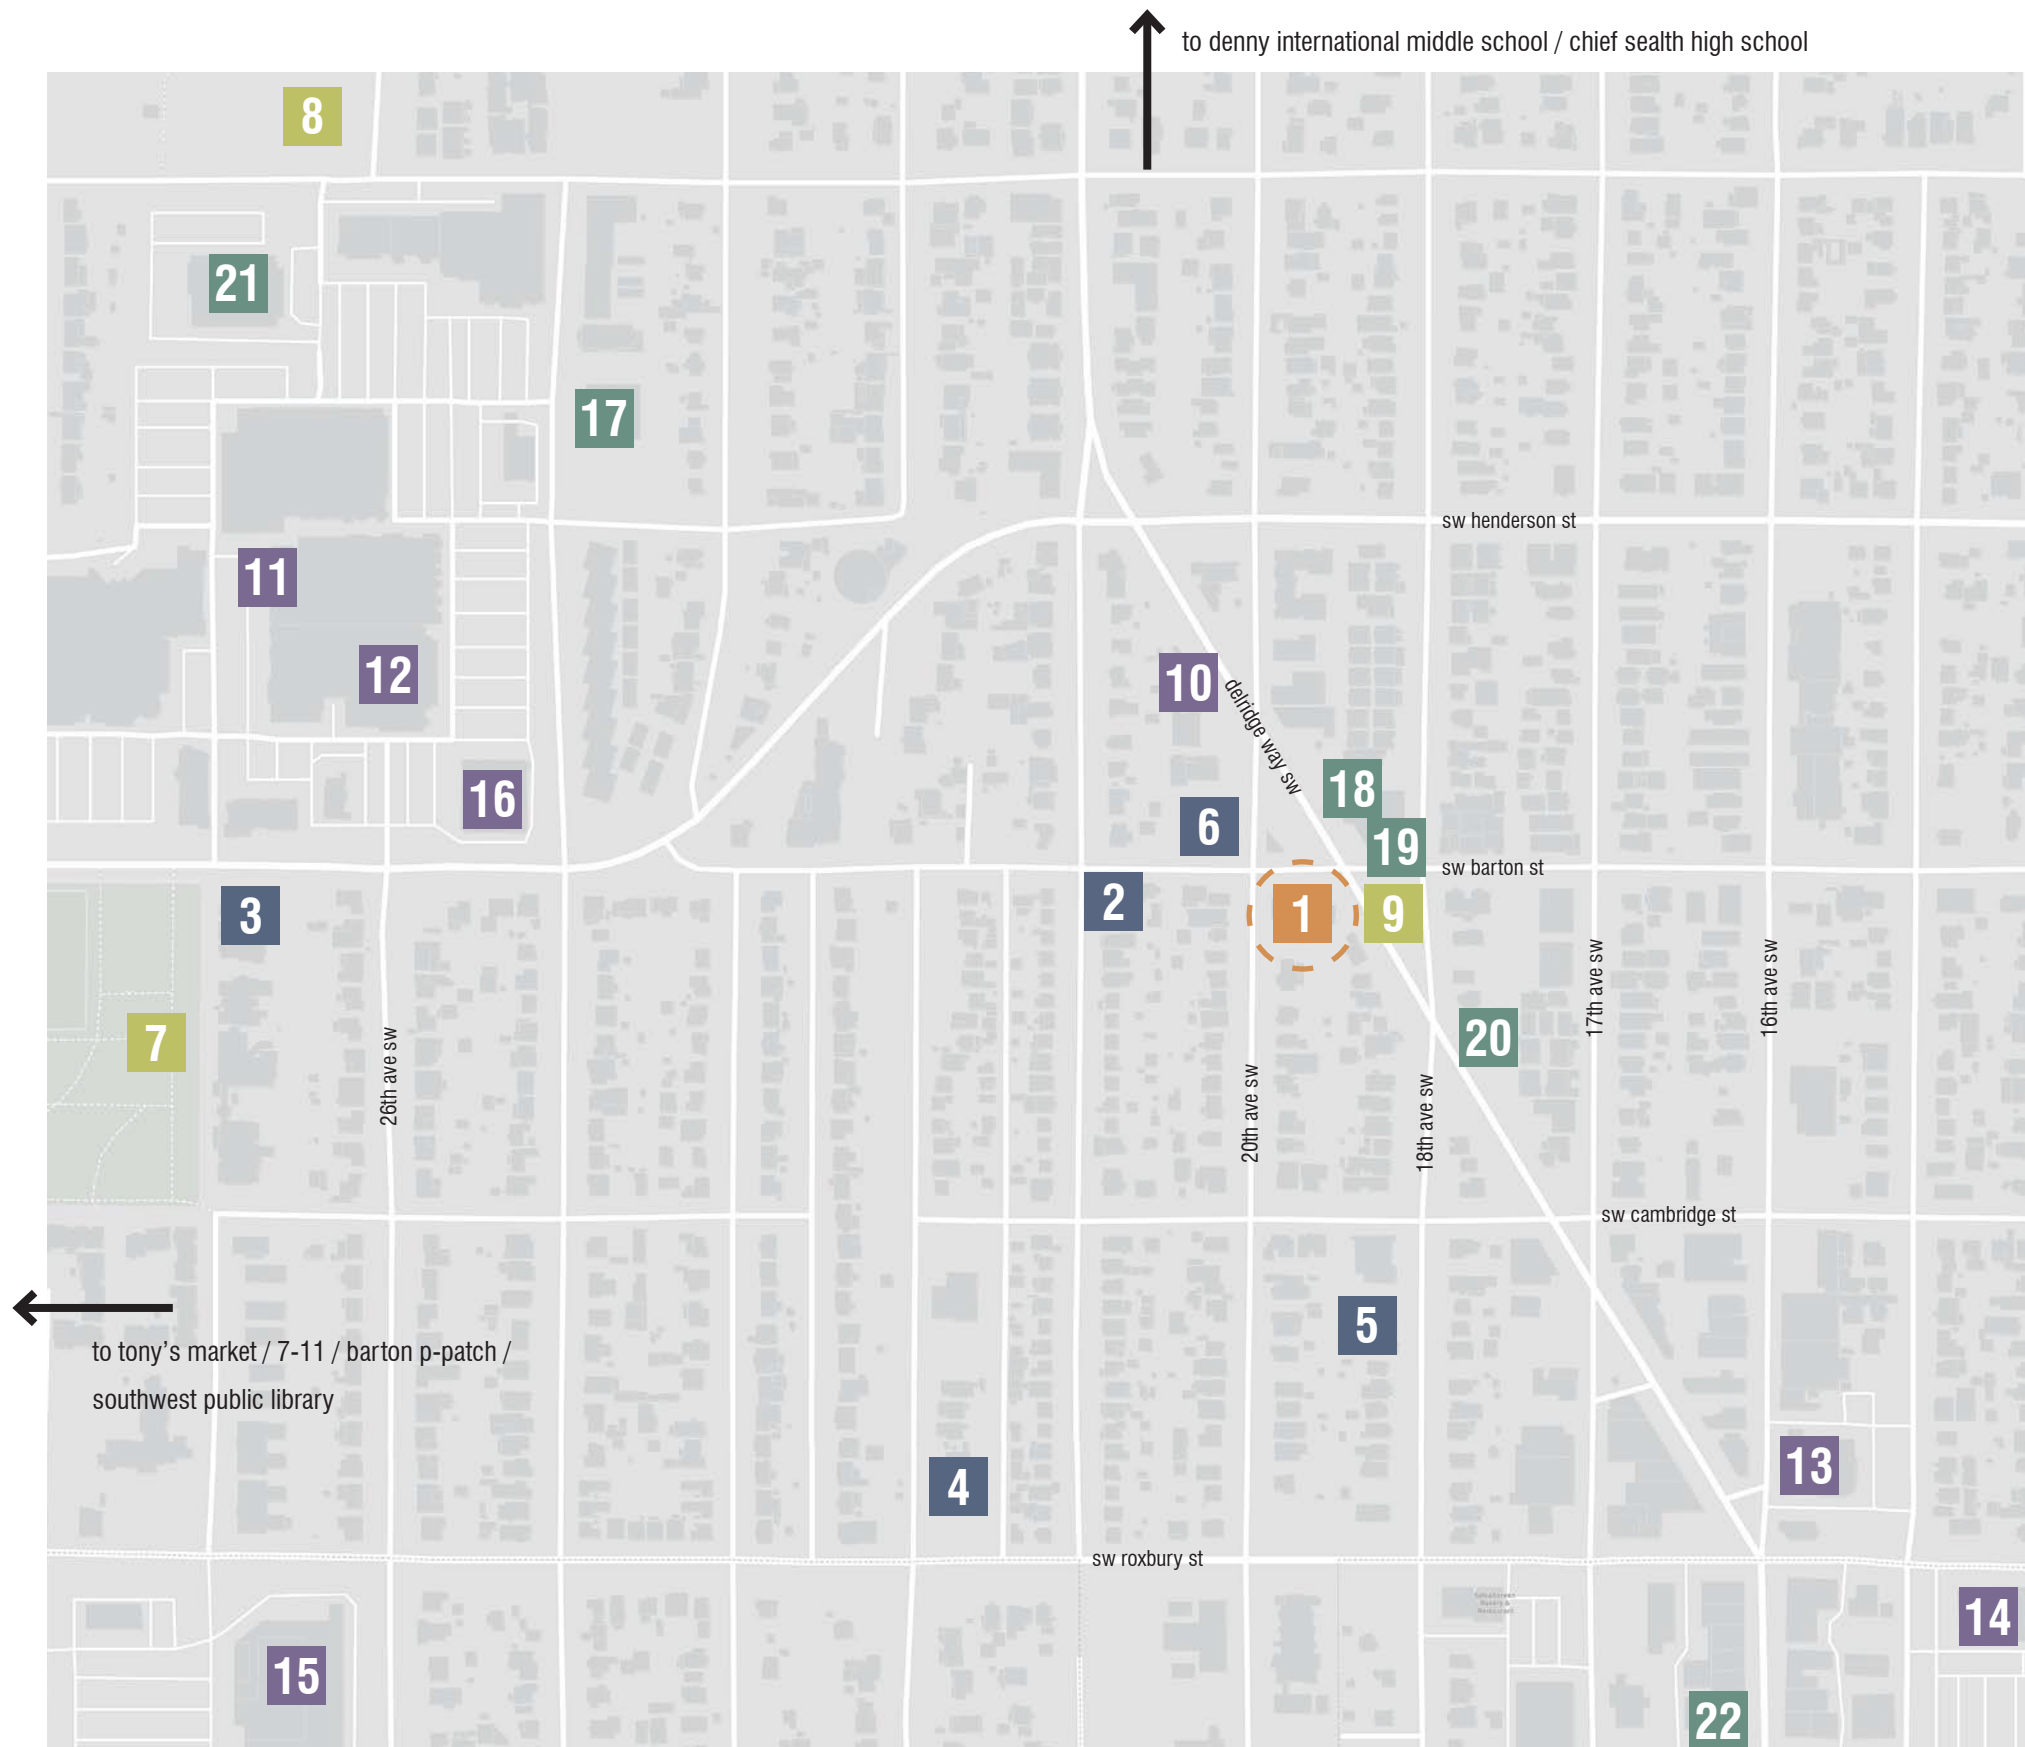 to denny international middle school / chief sealth high school
8
21
17
sw henderson st
11
12
10
delridge way sw
16
18
6
19
sw barton st
3
2
1
9
7
26th ave sw
20
17th ave sw
16th ave sw
20th ave sw
18th ave sw
sw cambridge st
5
to tony's market / 7-11 / barton p-patch /
southwest public library
13
4
sw roxbury st
14
15
22